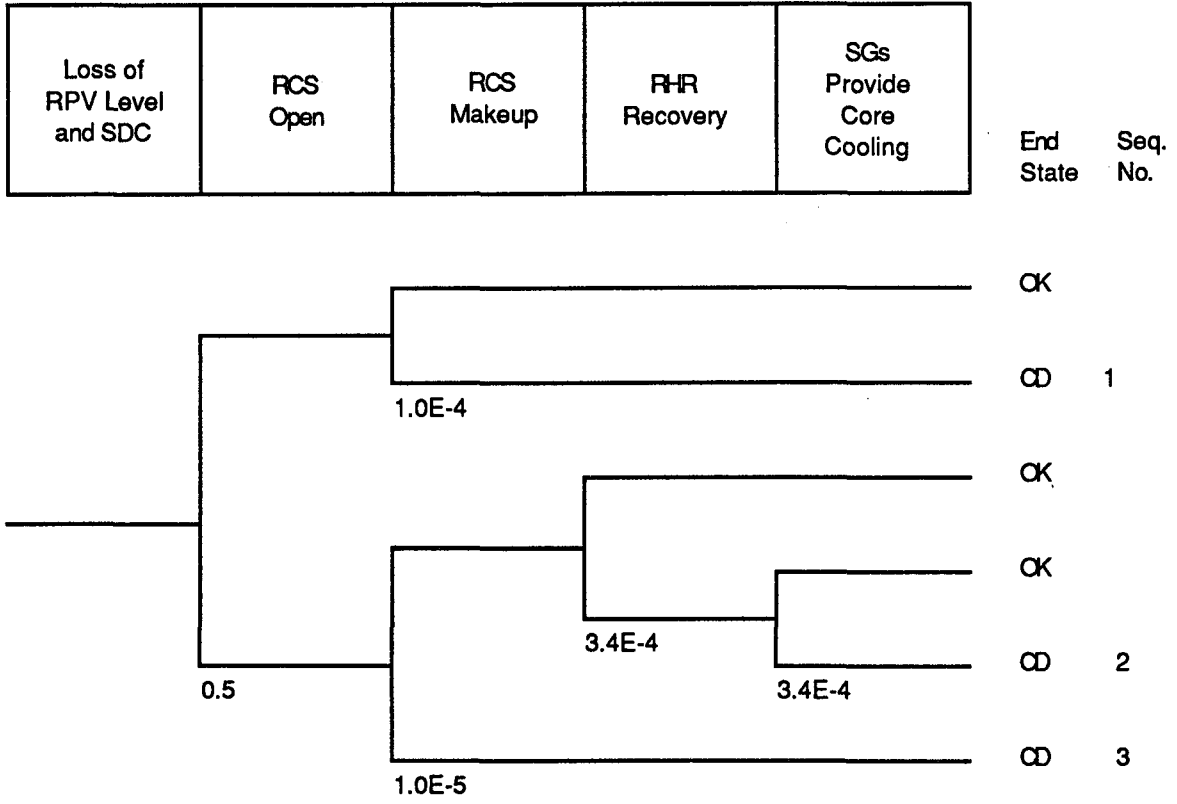 Loss of
RPV Level
and SDC
RCS
Open
RCS
Makeup
RHR
Recovery
SGs
Provide
Core
Cooling
End
State
Seq.
No.
OK
CD 1
1.0E-4
OK
OK
3.4E-4
CD 2
0.5
3.4E-4
CD 3
1.0E-5